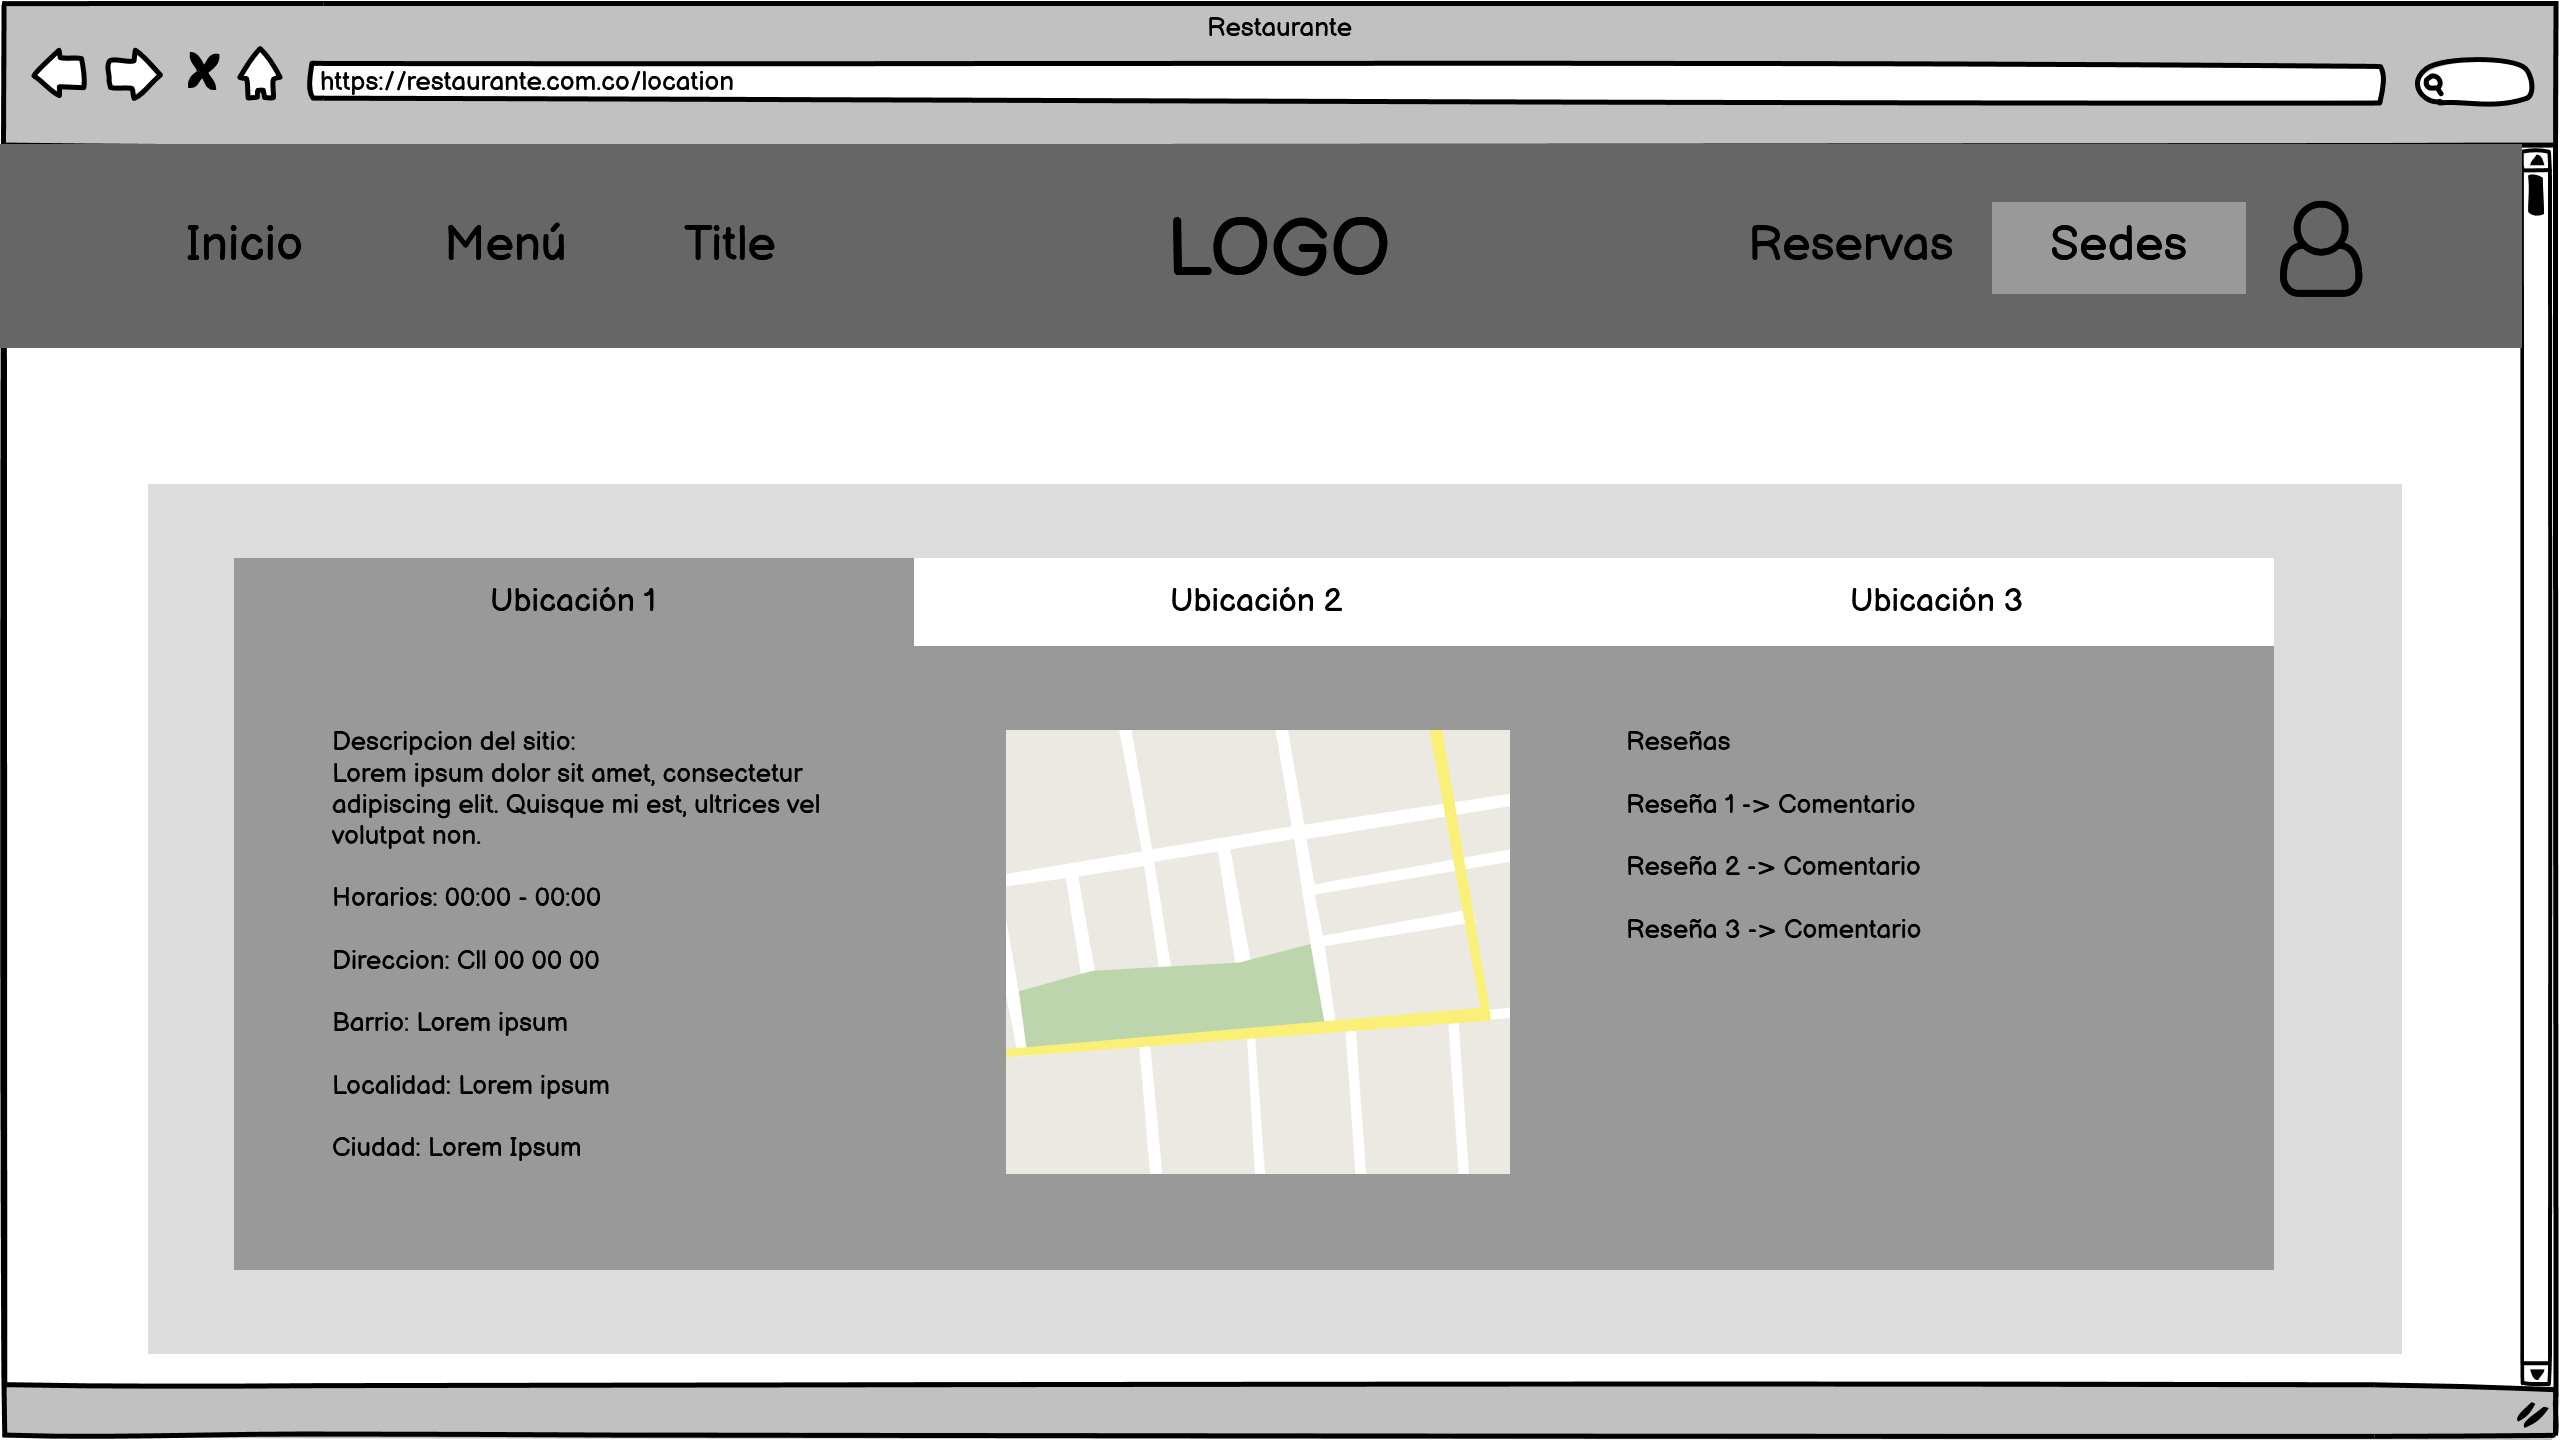 Restaurante
https://restaurante.com.co/location
Inicio
Menú
Title
LOGO
Reservas
Sedes
Ubicación 1
Ubicación 2
Ubicación 3
Descripcion del sitio:
Lorem ipsum dolor sit amet, consectetur
adipiscing elit. Quisque mi est, ultrices vel
volutpat non.
Horarios: 00:00 - 00:00
Direccion: Cll 00 00 00
Barrio: Lorem ipsum
Localidad: Lorem ipsum
Ciudad: Lorem Ipsum
Reseñas
Reseña 1 -> Comentario
Reseña 2 -> Comentario
Reseña 3 -> Comentario